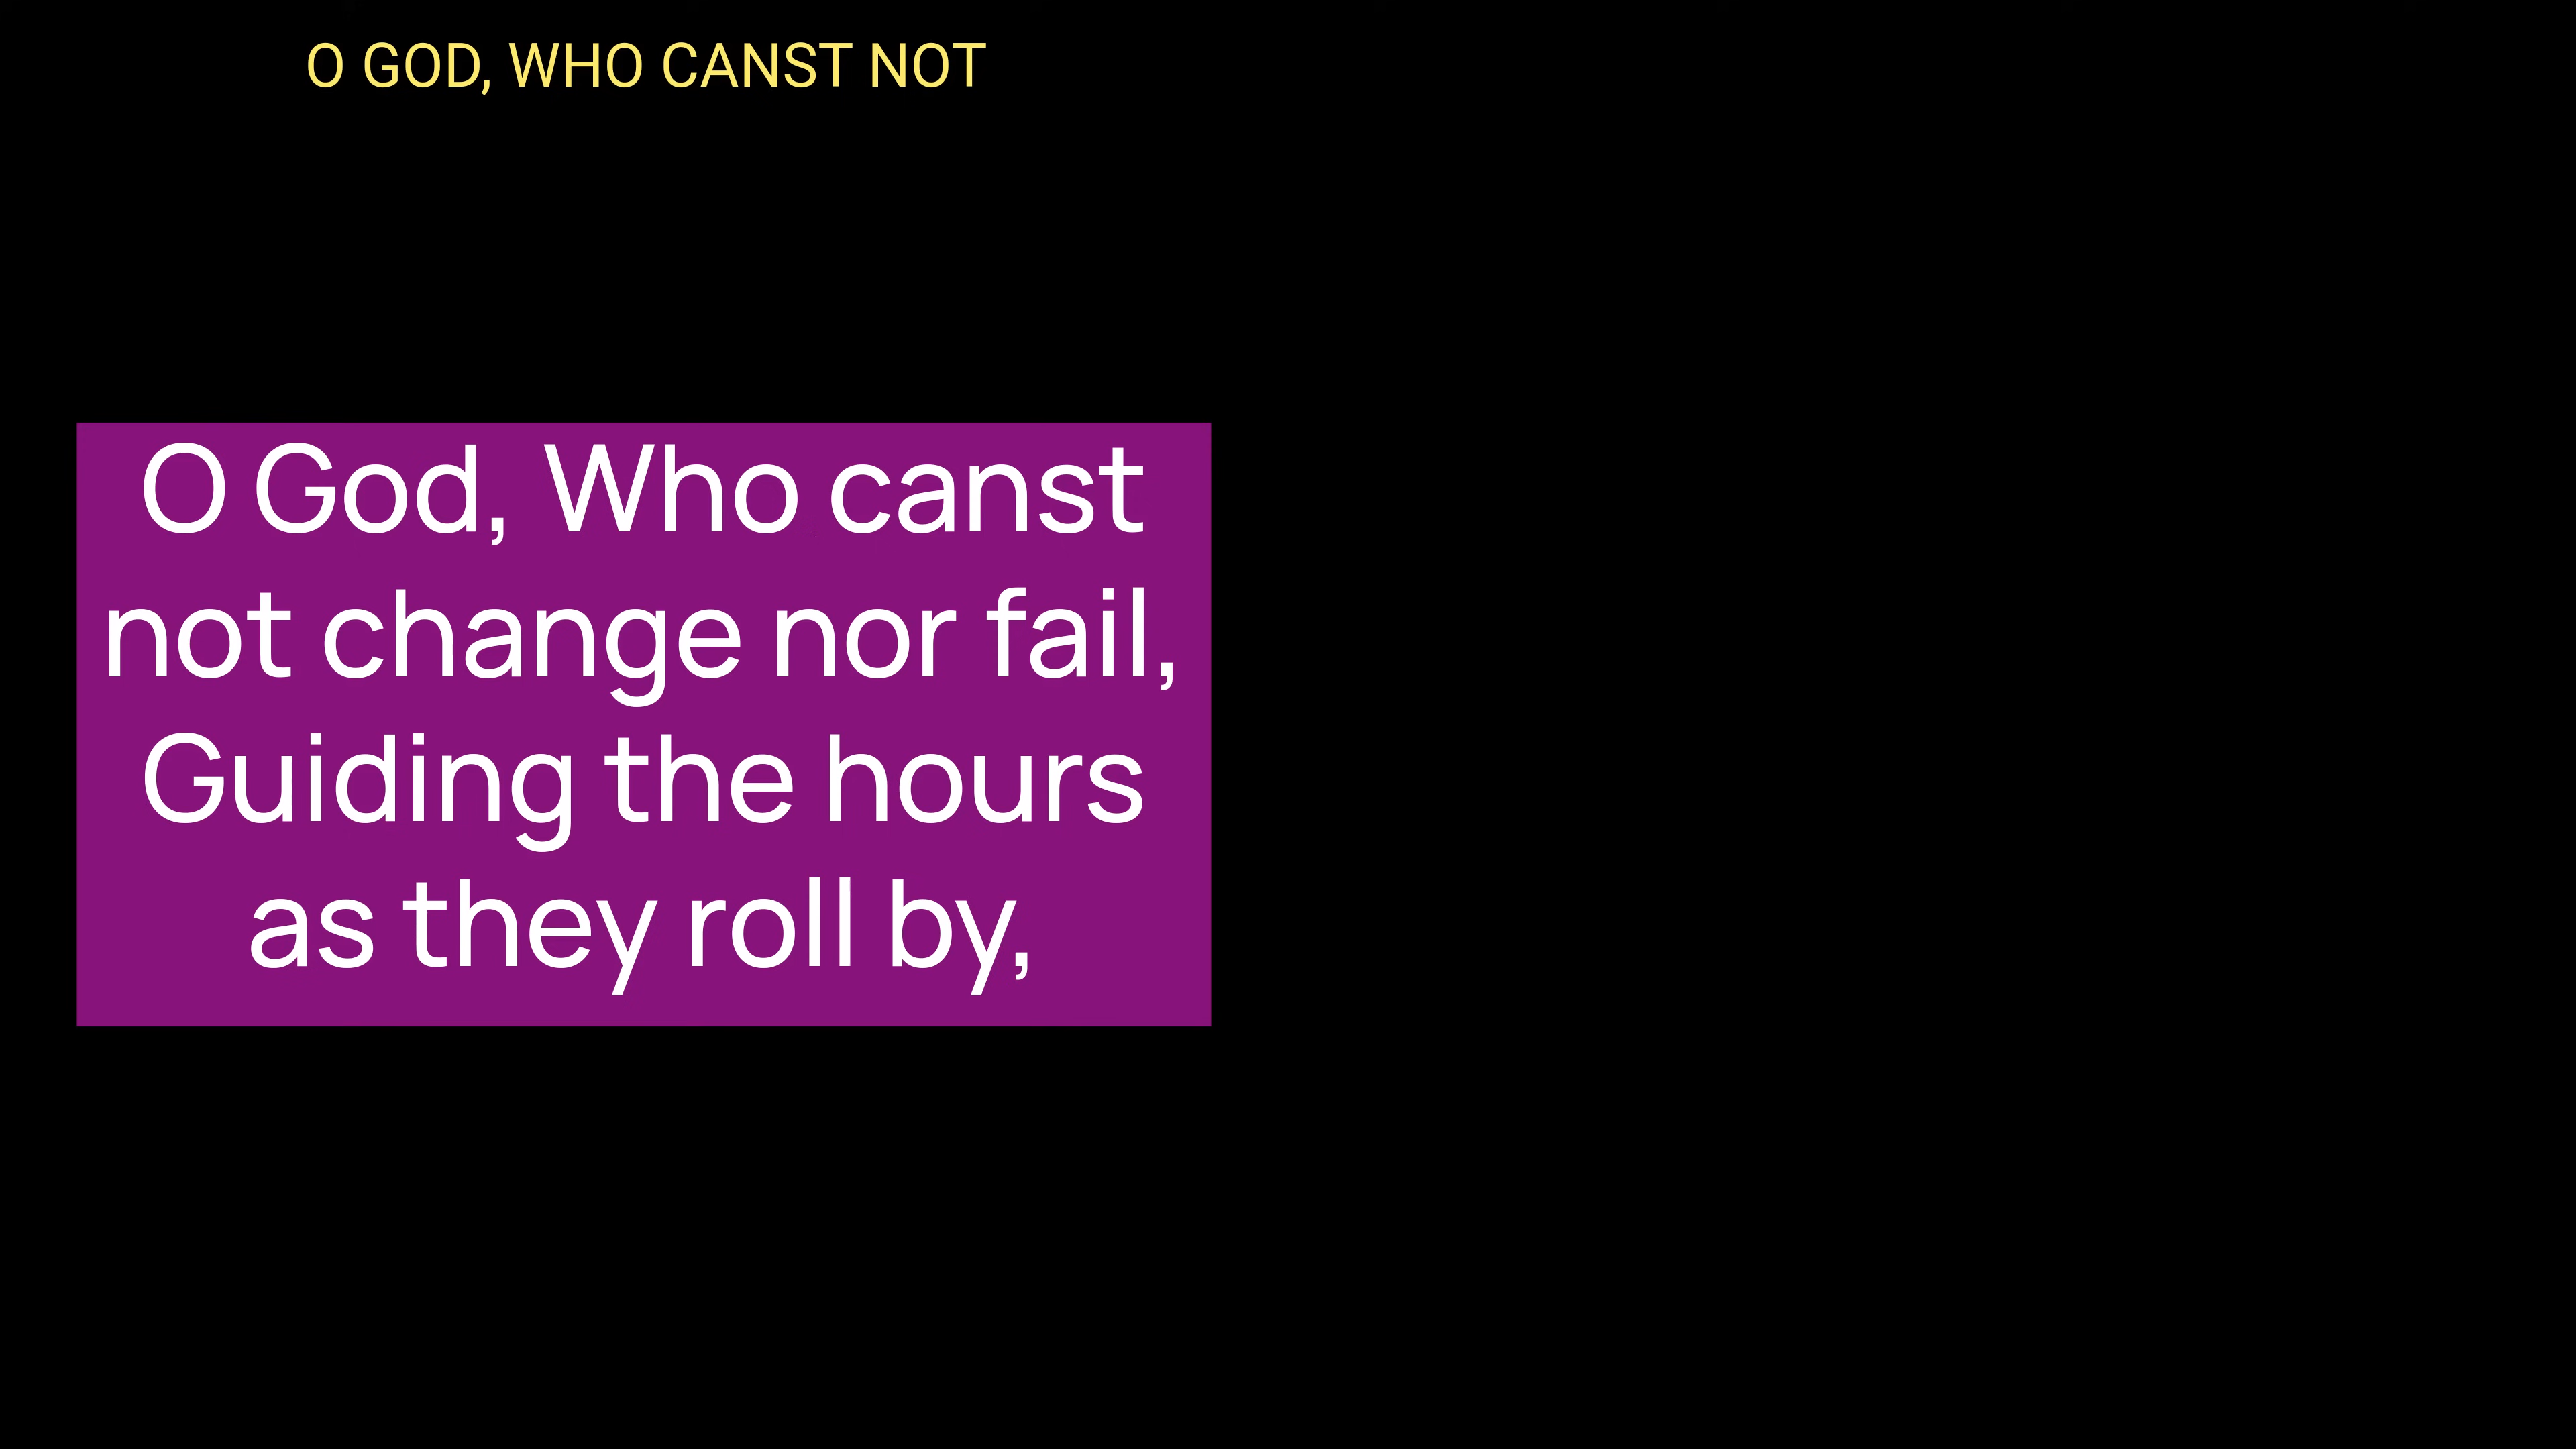 O GOD, WHO CANST NOT
O God, Who canst
not change nor fail,
Guiding the hours
as they roll by,